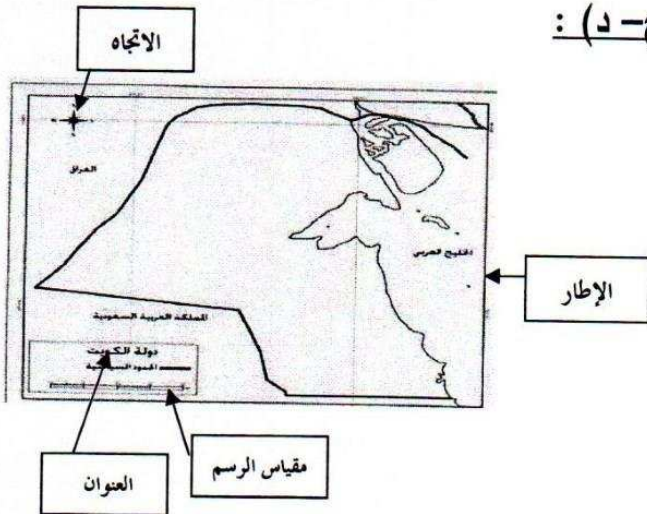 - د) :
الاتجاه
العراق
الخليج العربي
الإطار
المملكة العربية السعودية
دولة الكويت
الحدود السياسية
مقياس الرسم
العنوان